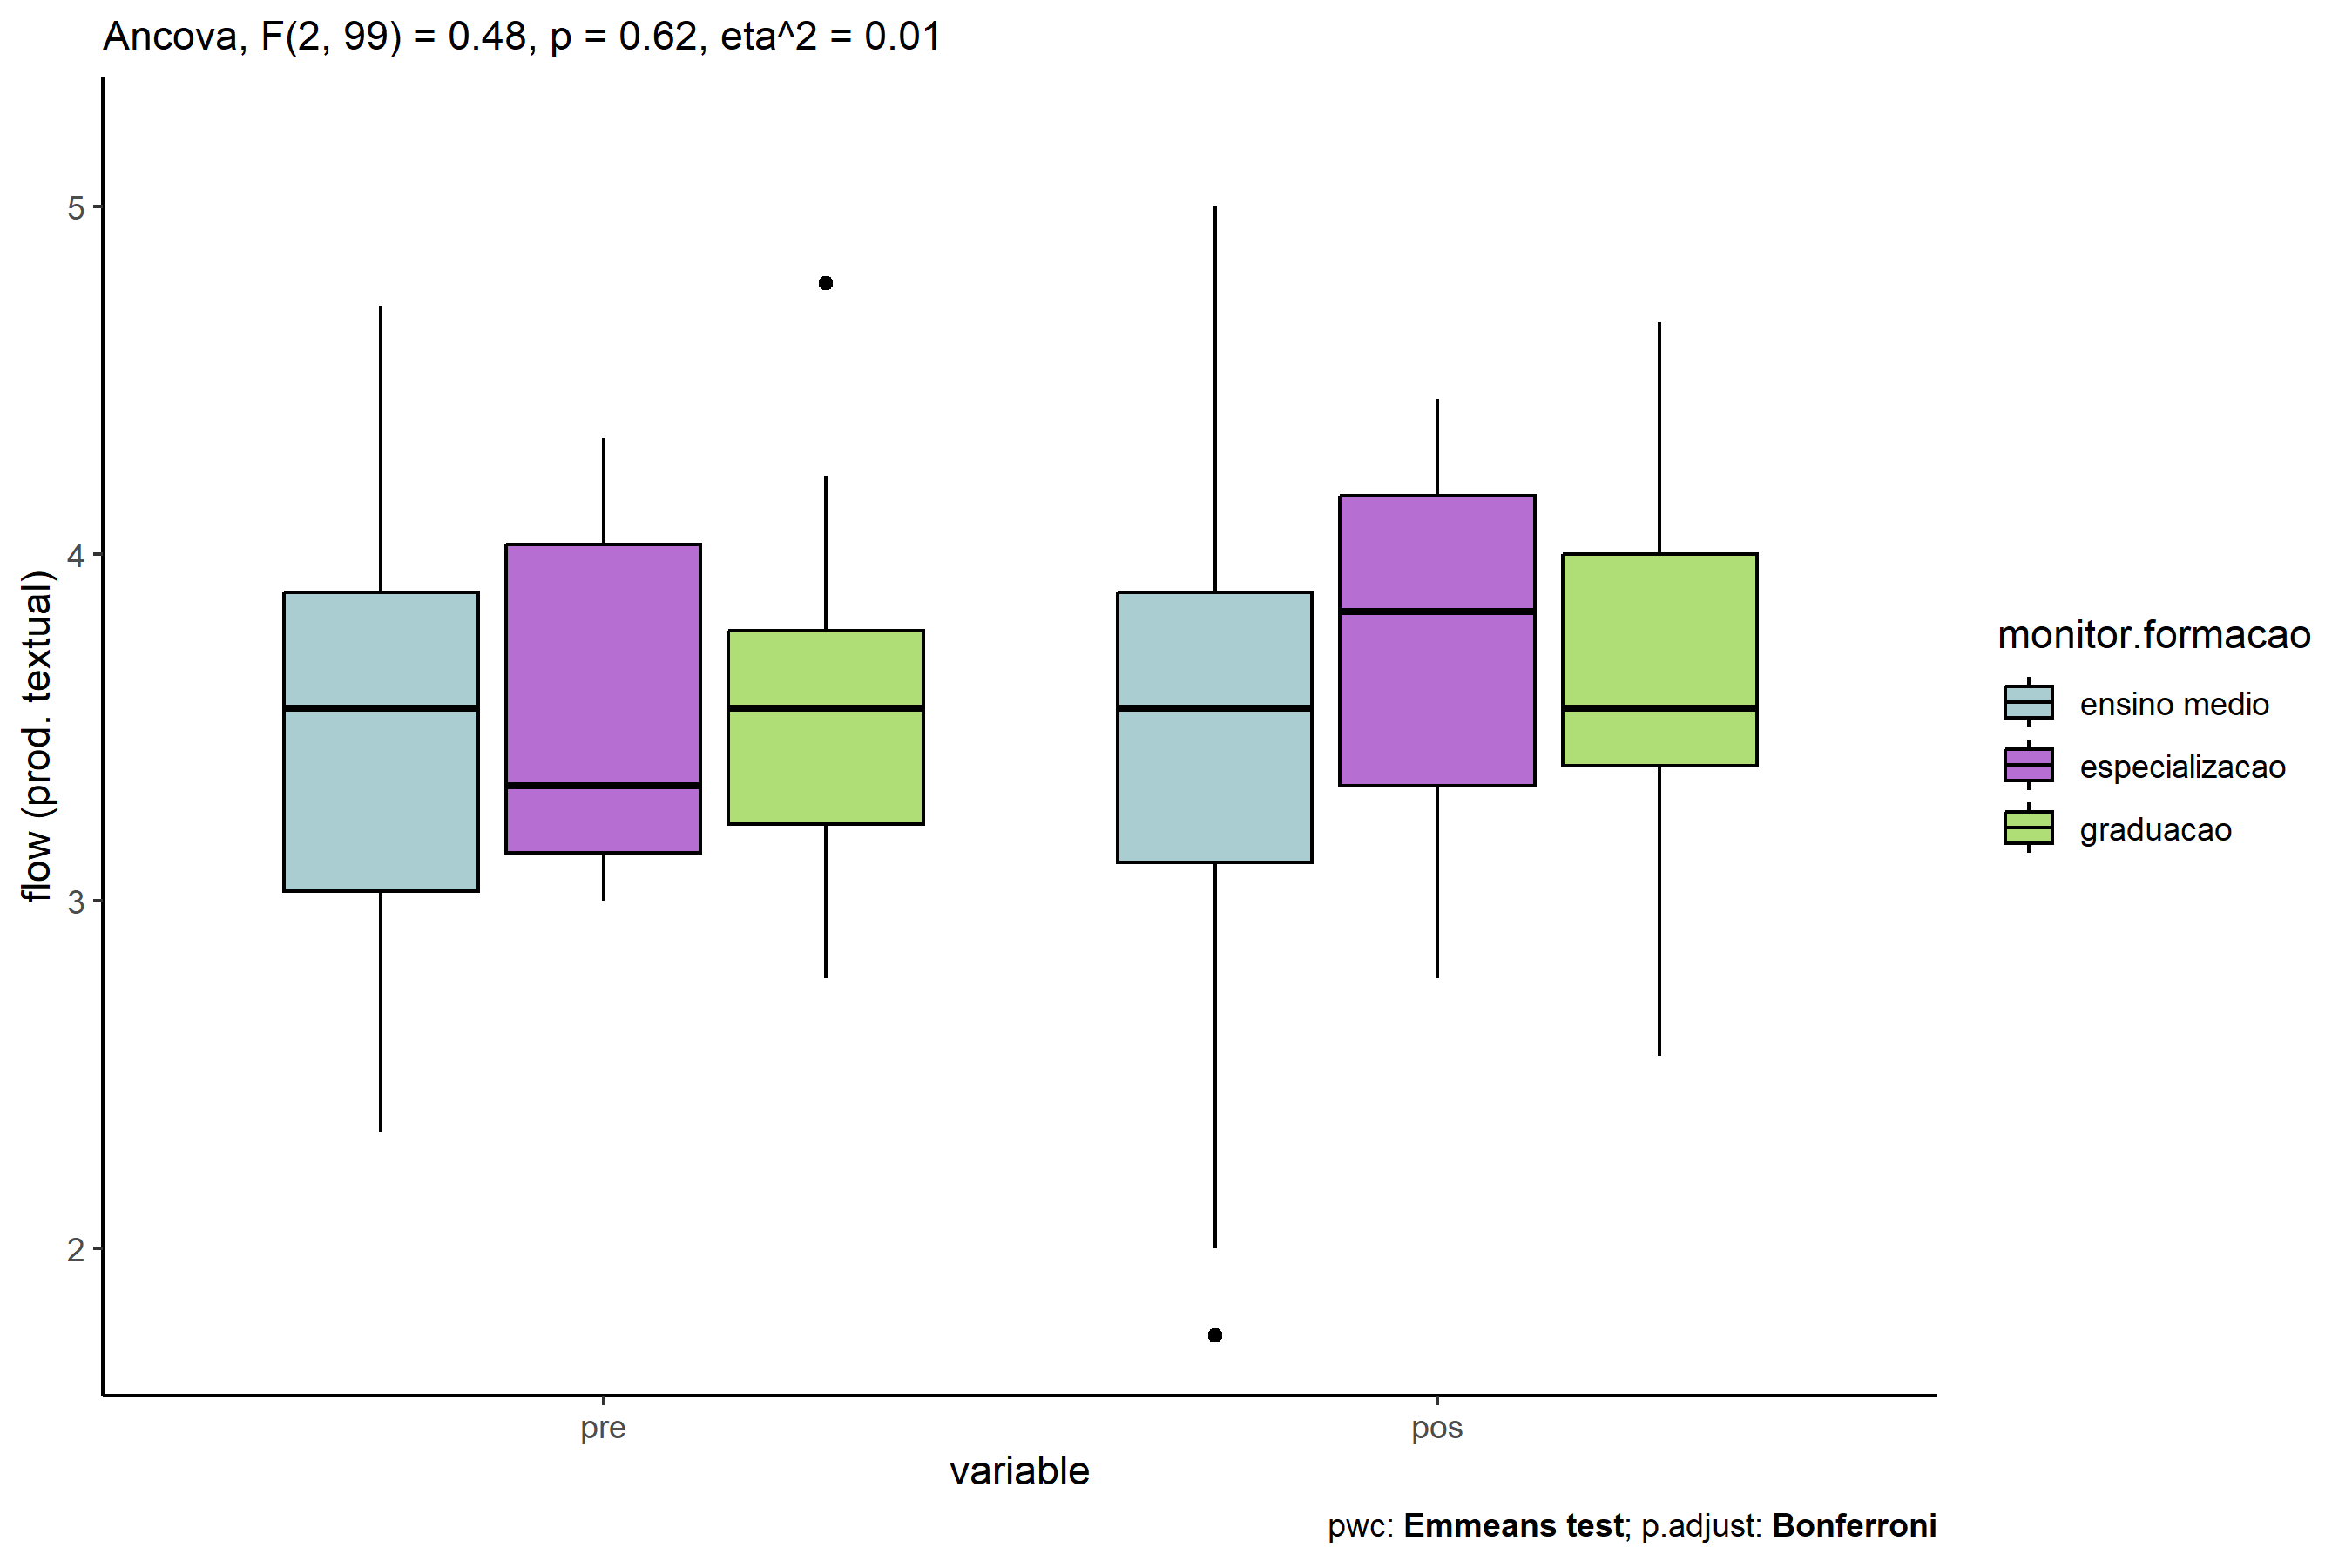 Ancova, F(2, 99) = 0.48, p = 0.62, eta^2 = 0.01
flow (prod. textual)
5
4
3
2
pre
pos
variable
monitor.formacao
ensino medio
especializacao
graduacao
pwc: Emmeans test; p.adjust: Bonferroni